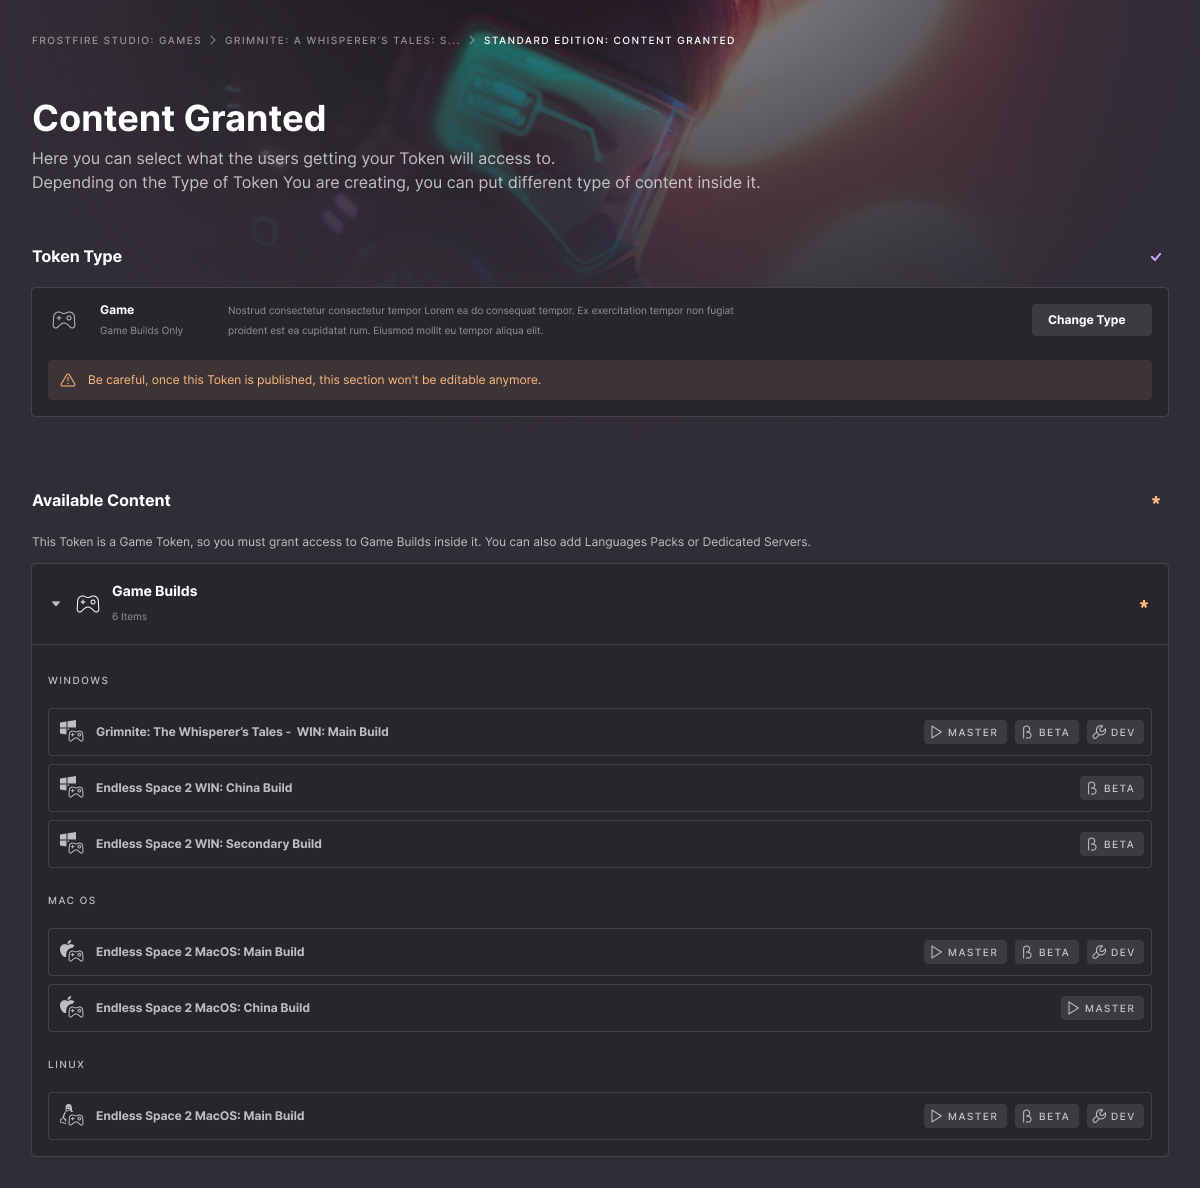 FROSTFIRE STUDIO: GAMES > GRIMNITE: A WHISPERER'S TALES: S... > STANDARD EDITION: CONTENT GRANTED
Content Granted
Here you can select what the users getting your Token will access to.
Depending on the Type of Token You are creating, you can put different type of content inside it.
Token Type
Game
Game Builds Only
Nostrud consectetur consectetur tempor Lorem ea do consequat tempor. Ex exercitation tempor non fugiat
proident est ea cupidatat rum. Eiusmod mollit eu tempor aliqua elit.
Change Type
Be careful, once this Token is published, this section won't be editable anymore.
Available Content
*
This Token is a Game Token, so you must grant access to Game Builds inside it. You can also add Languages Packs or Dedicated Servers.
Game Builds
6 Items
*
WINDOWS
Grimnite: The Whisperer's Tales -  WIN: Main Build MASTER BETA DEV
Endless Space 2 WIN: China Build BETA
Endless Space 2 WIN: Secondary Build BETA
MAC OS
Endless Space 2 MacOS: Main Build MASTER BETA DEV
Endless Space 2 MacOS: China Build MASTER
LINUX
Endless Space 2 MacOS: Main Build MASTER BETA DEV